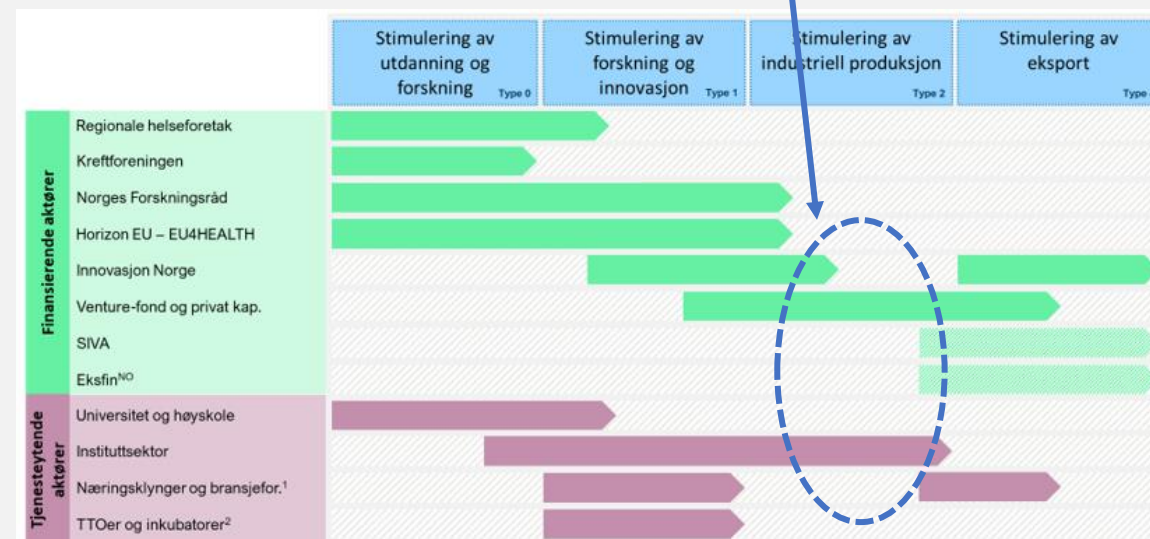 Stimulering av
utdanning og
forskning Type 0
Stimulering av
forskning og
innovasjon Type 1
Stimulering av
industriell produksjon
Type 2
Stimulering av
eksport
Type
Finansierende aktører
Regionale helseforetak
Kreftforeningen
Norges Forskningsråd
Horizon EU – EU4HEALTH
Innovasjon Norge
Venture-fond og privat kap.
SIVA
Eksfinᴺᴼ
Tjenesteytende
aktører
Universitet og høyskole
Instituttsektor
Næringsklynger og bransjefor.¹
TTOer og inkubatorer²